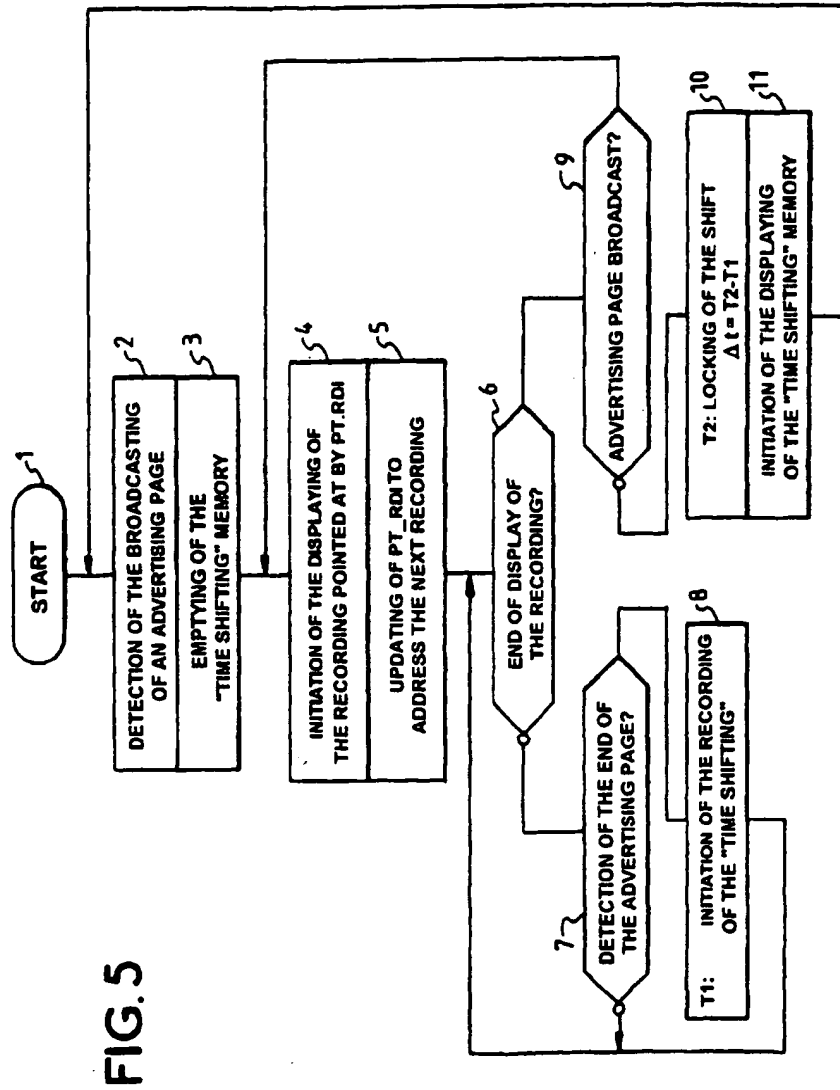 FIG. 5
START
1
DETECTION OF THE BROADCASTING
OF AN ADVERTISING PAGE
2
EMPTYING OF THE
"TIME SHIFTING" MEMORY
3
INITIATION OF THE DISPLAYING OF
THE RECORDING POINTED AT BY PT.RDI
4
UPDATING OF PT_RDI TO
ADDRESS THE NEXT RECORDING
5
END OF DISPLAY OF
THE RECORDING?
6
7
DETECTION OF THE END OF
THE ADVERTISING PAGE?
T1:
INITIATION OF THE RECORDING
OF THE "TIME SHIFTING"
8
ADVERTISING PAGE BROADCAST?
9
T2: LOCKING OF THE SHIFT
Δ t = T2-T1
10
INITIATION OF THE DISPLAYING
OF THE "TIME SHIFTING" MEMORY
11